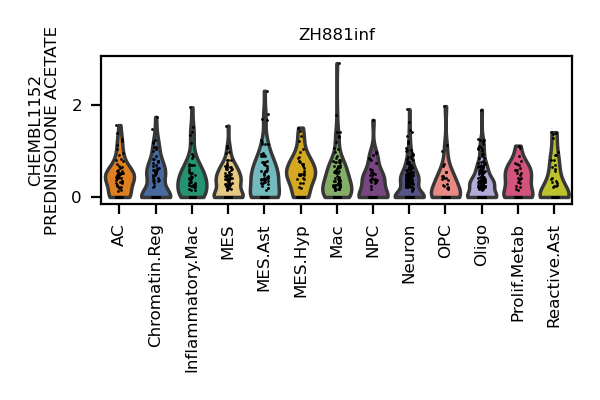 ZH881inf
CHEMBL1152
PREDNISOLONE ACETATE
2
0
AC
Chromatin.Reg
Inflammatory.Mac
MES
MES.Ast
MES.Hyp
Mac
NPC
Neuron
OPC
Oligo
Prolif.Metab
Reactive.Ast